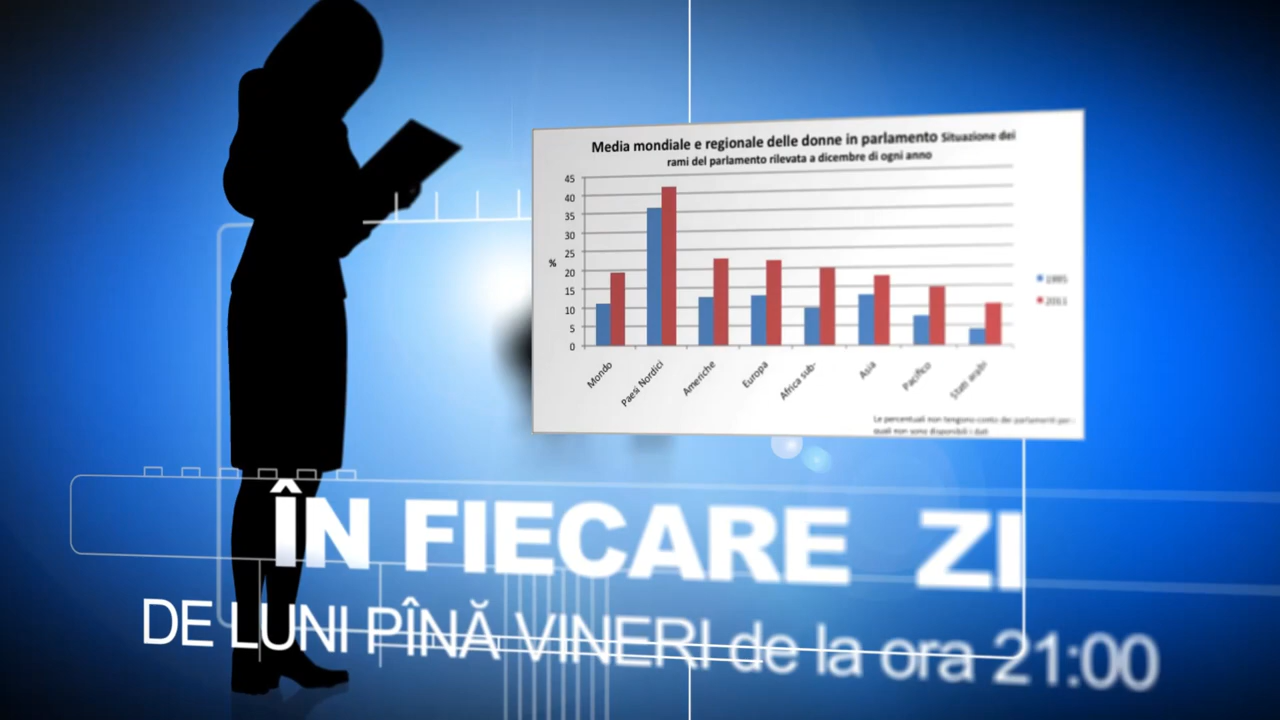 Media mondiale e regionale delle donne in parlamento Situazione dei
rami del parlamento rilevata a dicembre di ogni anno
45
40
35
30
25
20
15
10
5
0
%
Mondo
Paesi Nordici
Americhe
Europa
Africa sub-
Asia
Pacifico
Stati arabi
1995
2011
Le percentuali non tengono conto dei parlamenti per i
quali non sono disponibili i dati
ÎN FIECARE ZI
DE LUNI PÎNĂ VINERI de la ora 21:00